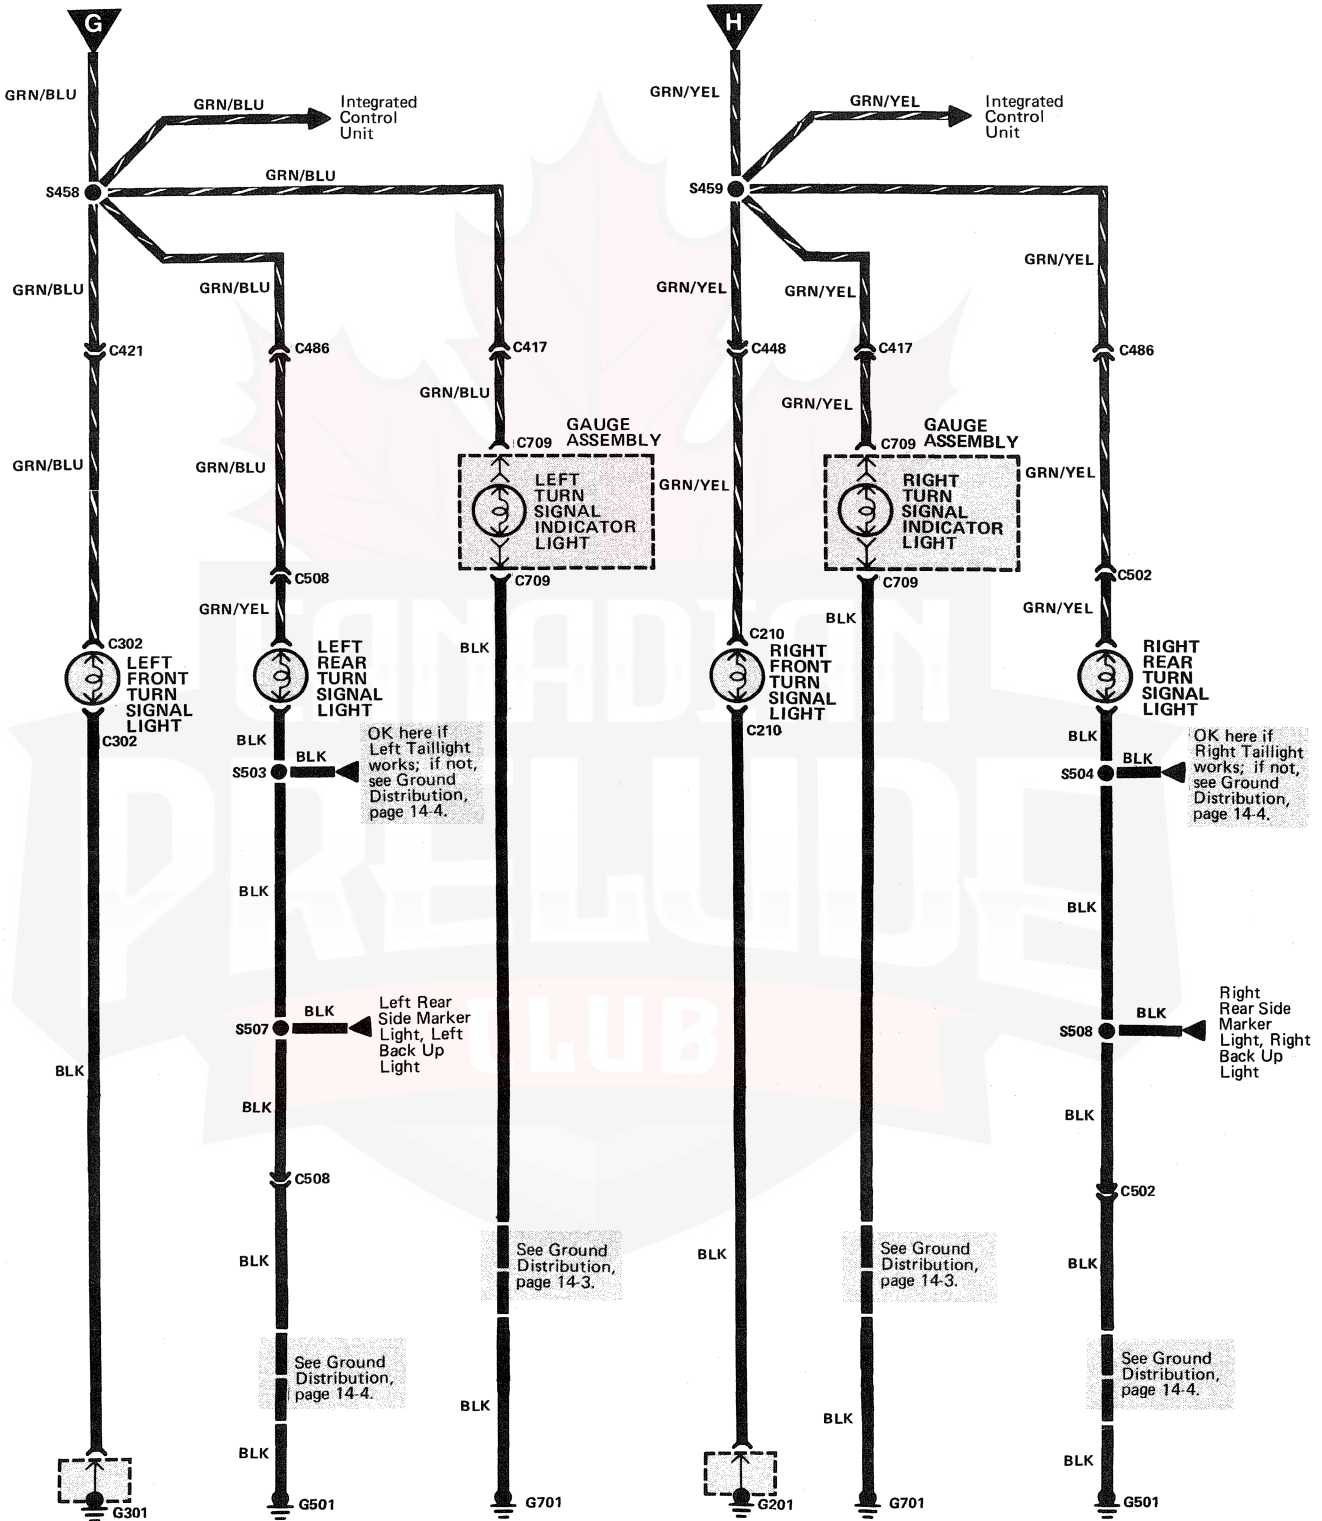 G
H
GRN/BLU
GRN/BLU
Integrated
Control
Unit
GRN/YEL
GRN/YEL
Integrated
Control
Unit
S458
GRN/BLU
S459
GRN/BLU
GRN/BLU
GRN/YEL
GRN/YEL
GRN/YEL
C421
C486
C417
C448
C417
C486
GRN/BLU
GRN/YEL
GRN/BLU
GRN/BLU
C709
GAUGE
ASSEMBLY
GRN/YEL
C709
GAUGE
ASSEMBLY
GRN/YEL
LEFT
TURN
SIGNAL
INDICATOR
LIGHT
RIGHT
TURN
SIGNAL
INDICATOR
LIGHT
C508
C709
C709
C502
GRN/YEL
BLK
BLK
GRN/YEL
C302
LEFT
FRONT
TURN
SIGNAL
LIGHT
C302
LEFT
REAR
TURN
SIGNAL
LIGHT
C210
RIGHT
FRONT
TURN
SIGNAL
LIGHT
C210
RIGHT
REAR
TURN
SIGNAL
LIGHT
BLK
S503
BLK
OK here if
Left Taillight
works; if not,
see Ground
Distribution,
page 14-4.
BLK
S504
BLK
OK here if
Right Taillight
works; if not,
see Ground
Distribution,
page 14-4.
BLK
BLK
S507
BLK
Left Rear
Side Marker
Light, Left
Back Up
Light
S508
BLK
Right
Rear Side
Marker
Light, Right
Back Up
Light
BLK
BLK
BLK
C508
C502
BLK
See Ground
Distribution,
page 14-3.
BLK
See Ground
Distribution,
page 14-3.
BLK
See Ground
Distribution,
page 14-4.
See Ground
Distribution,
page 14-4.
BLK
BLK
BLK
BLK
G301
G501
G701
G201
G701
G501
CANADIAN
PRELUDE
CLUB